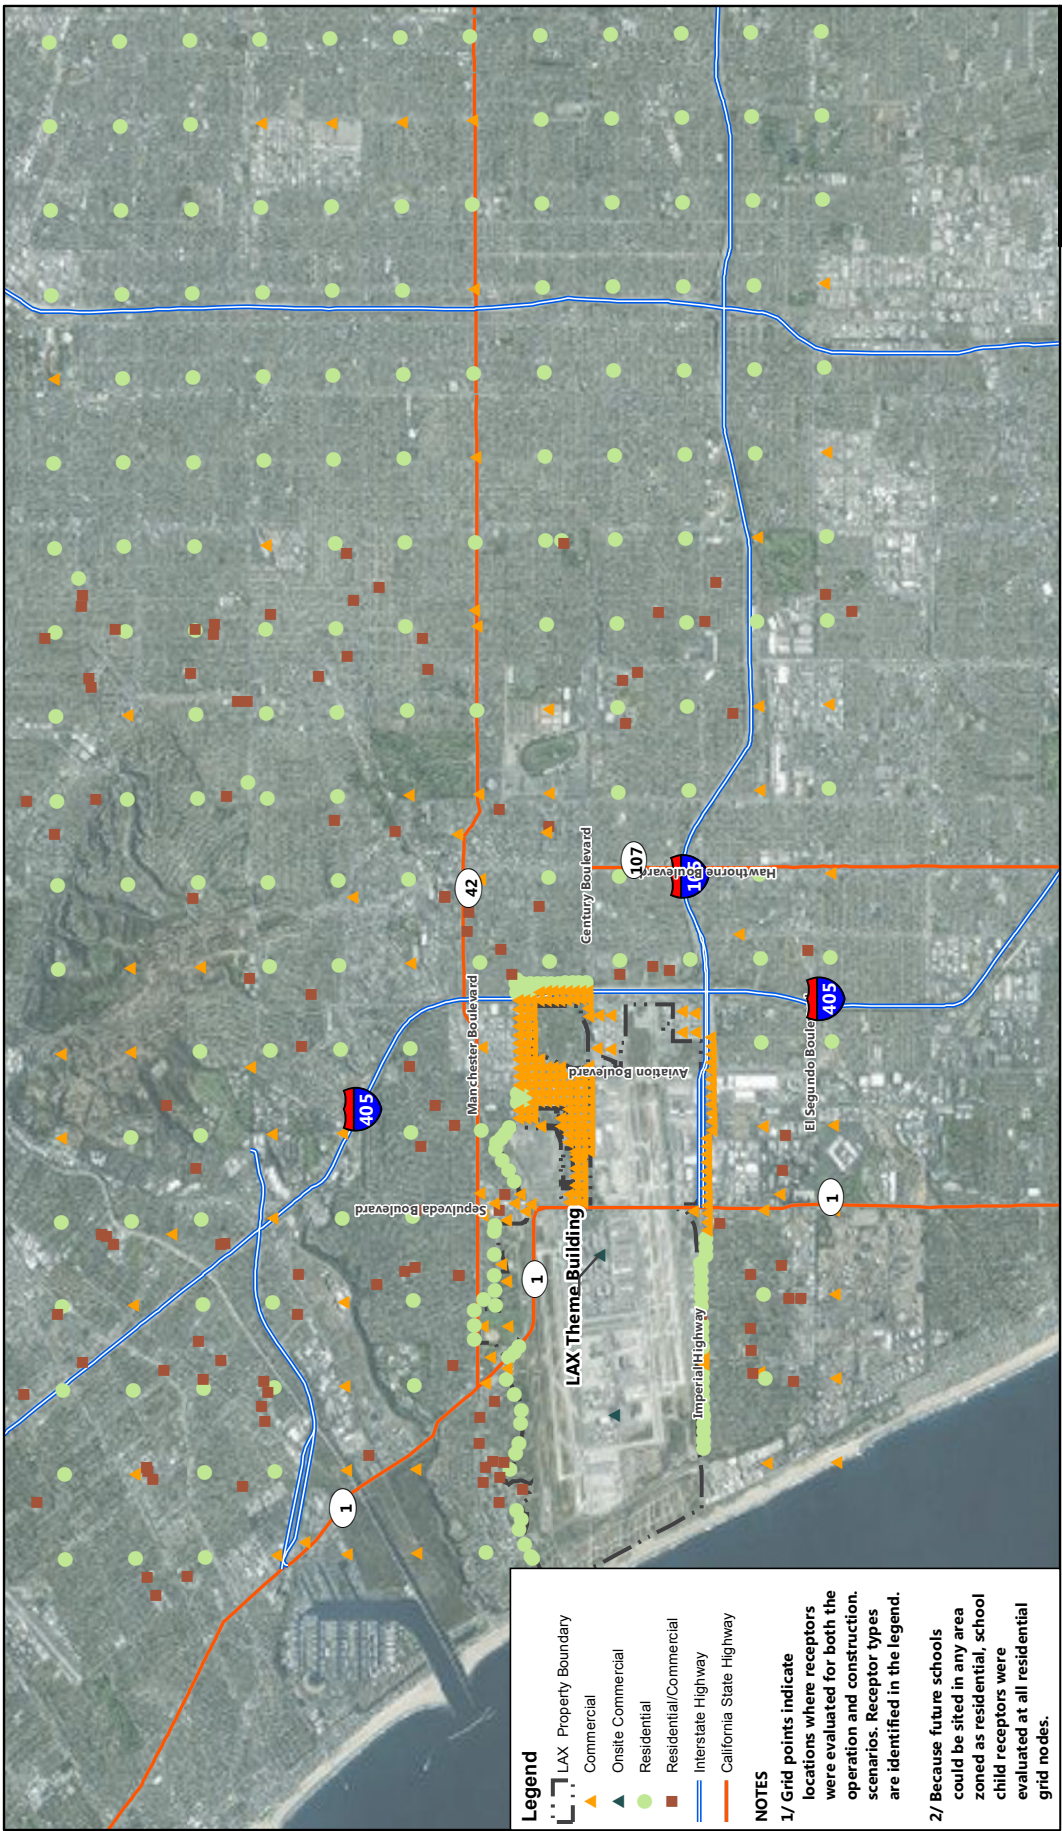 Manchester Boulevard
Sepulveda Boulevard
Century Boulevard
Aviation Boulevard
Hawthorne Boulevard
Imperial Highway
LAX Theme Building
405
405
42
107
1
1
1
Legend
LAX Property Boundary
Commercial
Onsite Commercial
Residential
Residential/Commercial
Interstate Highway
California State Highway
NOTES
1/ Grid points indicate
locations where receptors
were evaluated for both the
operation and construction.
scenarios. Receptor types
are identified in the legend.
2/ Because future schools
could be sited in any area
zoned as residential, school
child receptors were
evaluated at all residential
grid nodes.